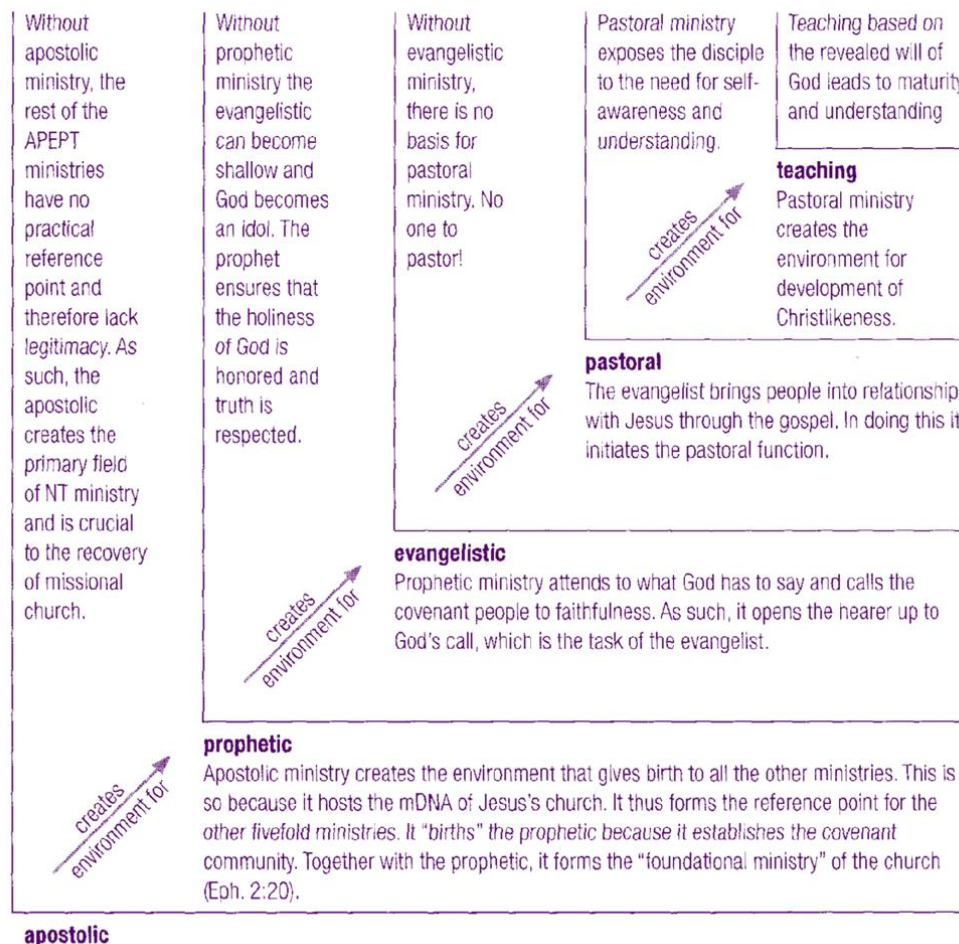 Without
apostolic
ministry, the
rest of the
APEPT
ministries
have no
practical
reference
point and
therefore lack
legitimacy. As
such, the
apostolic
creates the
primary field
of NT ministry
and is crucial
to the recovery
of missional
church.
Without
prophetic
ministry the
evangelistic
can become
shallow and
God becomes
an idol. The
prophet
ensures that
the holiness
of God is
honored and
truth is
respected.
Without
evangelistic
ministry,
there is no
basis for
pastoral
ministry. No
one to
pastor!
Pastoral ministry
exposes the disciple
to the need for self-
awareness and
understanding.
Teaching based on
the revealed will of
God leads to maturity
and understanding
creates
environment for
teaching
Pastoral ministry
creates the
environment for
development of
Christlikeness.
creates
environment for
pastoral
The evangelist brings people into relationship
with Jesus through the gospel. In doing this it
initiates the pastoral function.
creates
environment for
evangelistic
Prophetic ministry attends to what God has to say and calls the
covenant people to faithfulness. As such, it opens the hearer up to
God's call, which is the task of the evangelist.
creates
environment for
prophetic
Apostolic ministry creates the environment that gives birth to all the other ministries. This is
so because it hosts the mDNA of Jesus's church. It thus forms the reference point for the
other fivefold ministries. It "births" the prophetic because it establishes the covenant
community. Together with the prophetic, it forms the "foundational ministry" of the church
(Eph. 2:20).
apostolic